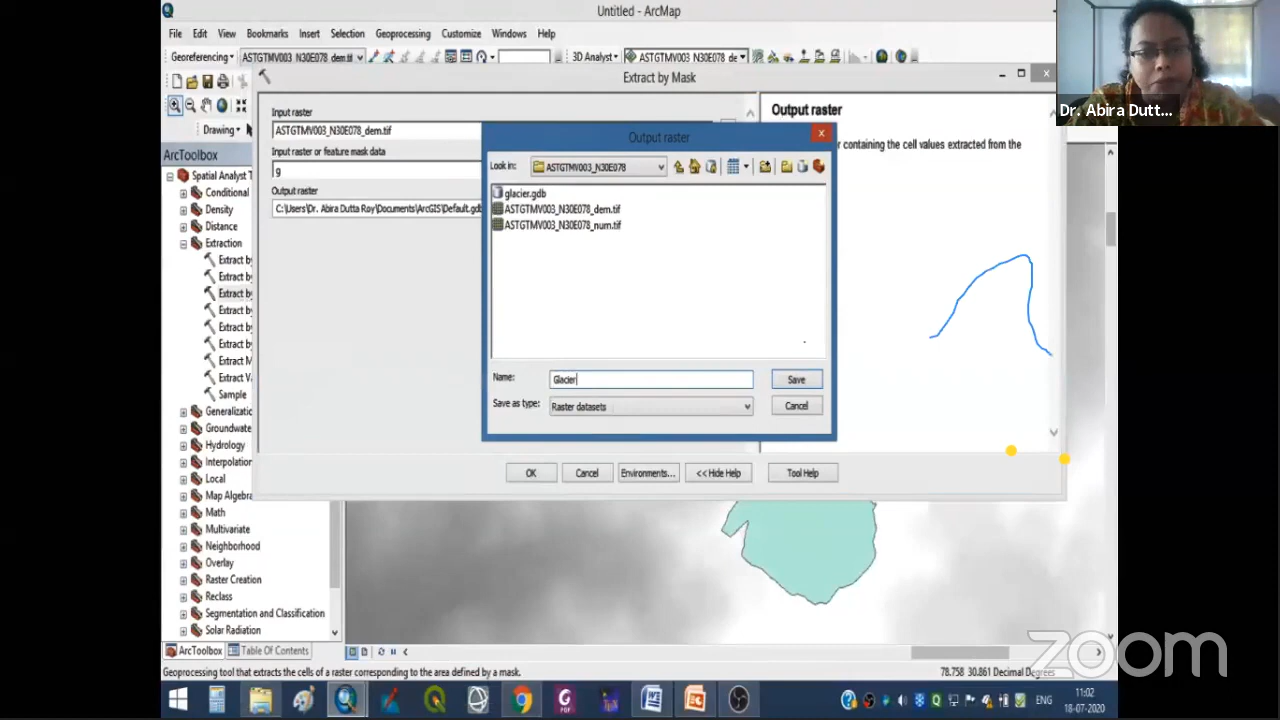 Untitled - ArcMap
File Edit View Bookmarks Insert Selection Geoprocessing Customize Windows Help
Georeferencing ASTGTMV003_N30E078_dem.tif 3D Analyst ASTGTMV003_N30E078_de
Extract by Mask
Drawing
ArcToolbox
Spatial Analyst T
Conditional
Density
Distance
Extraction
Extract b
Extract b
Extract b
Extract b
Extract b
Extract b
Extract M
Extract V
Sample
Generalizatio
Groundwate
Hydrology
Interpolation
Local
Map Algebra
Math
Multivariate
Neighborhood
Overlay
Raster Creation
Reclass
Segmentation and Classification
Solar Radiation
ArcToolbox Table Of Contents
Input raster
ASTGTMV003_N30E078_dem.tif
Input raster or feature mask data
g
Output raster
C:\Users\Dr. Abira Dutta Roy\Documents\ArcGIS\Default.gdb
Output raster
Look in: ASTGTMV003_N30E078
glacier.gdb
ASTGTMV003_N30E078_dem.tif
ASTGTMV003_N30E078_num.tif
Name: Glacier
Save
Save as type: Raster datasets
Cancel
Output raster
r containing the cell values extracted from the
OK Cancel Environments... << Hide Help Tool Help
Dr. Abira Dutt...
zoom
Geoprocessing tool that extracts the cells of a raster corresponding to the area defined by a mask.
78.758 30.861 Decimal Degrees
ENG
11:02
18-07-2020